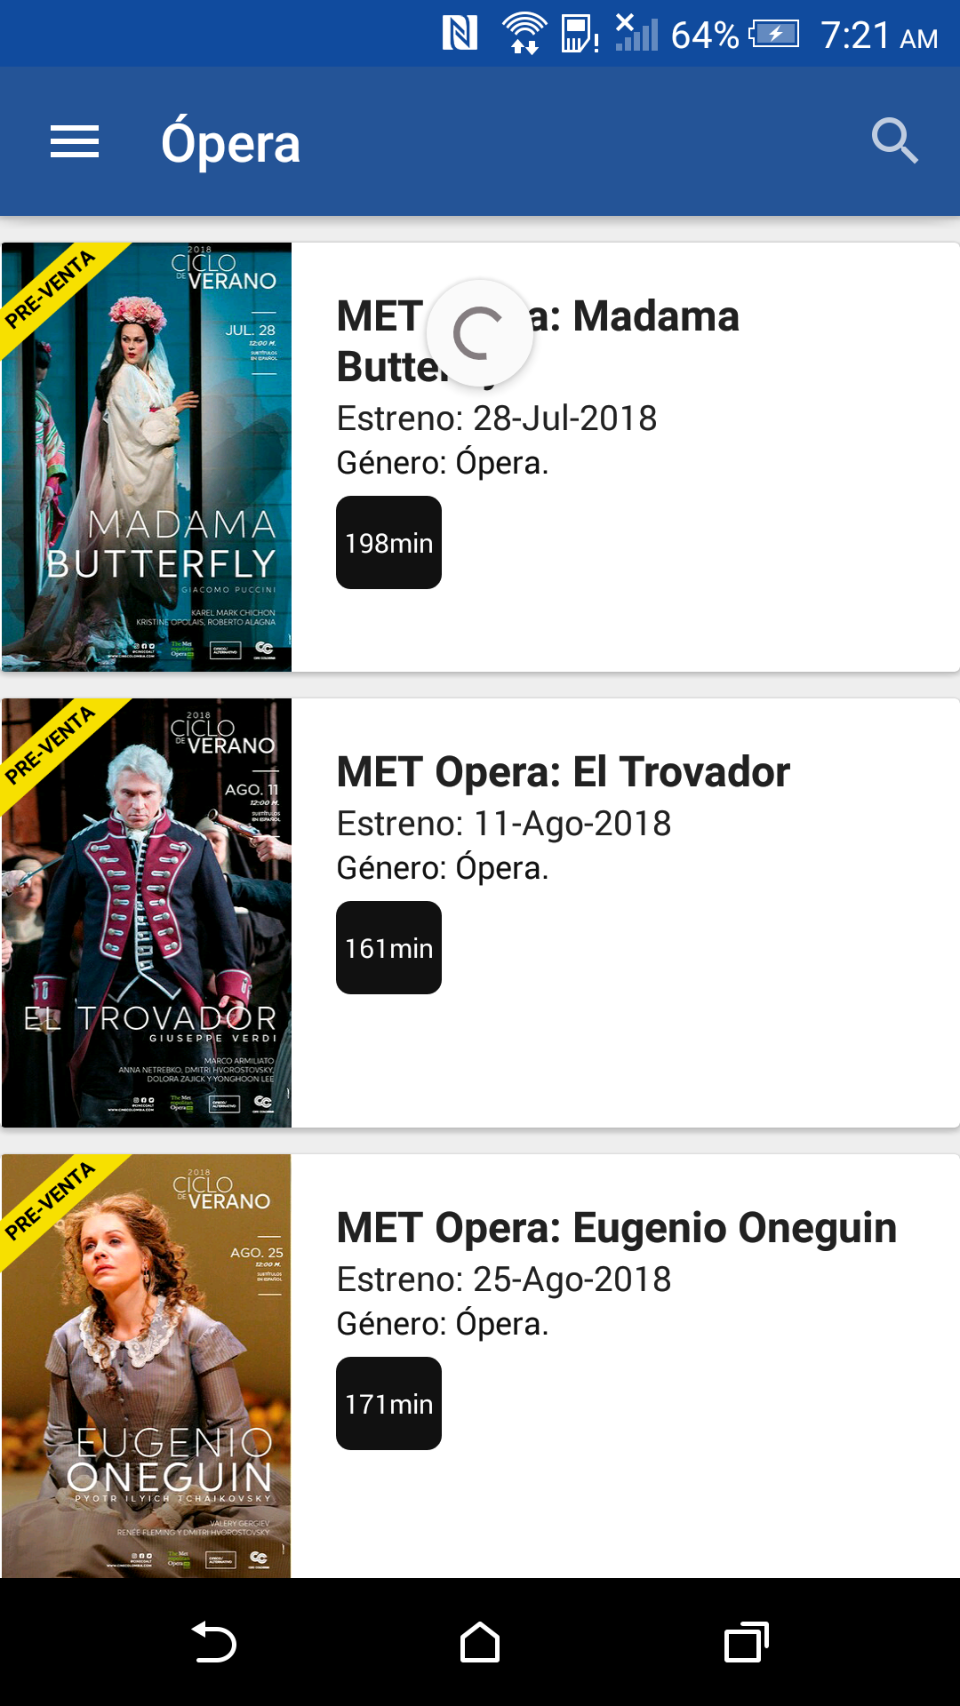 64% 7:21 AM
Ópera
PRE-VENTA
2018
CICLO
DE VERANO
JUL. 28
12:00 M.
SUBTÍTULOS
EN ESPAÑOL
MADAMA
BUTTERFLY
GIACOMO PUCCINI
KAREL MARK CHICHON
KRISTINE OPOLAIS, ROBERTO ALAGNA
MET a: Madama
Butte
Estreno: 28-Jul-2018
Género: Ópera.
198min
PRE-VENTA
2018
CICLO
DE VERANO
AGO. 11
12:00 M.
SUBTÍTULOS
EN ESPAÑOL
EL TROVADOR
GIUSEPPE VERDI
MARCO ARMILIATO
ANNA NETREBKO, DMITRI HVOROSTOVSKY,
DOLORA ZAJICK Y YONGHOON LEE
MET Opera: El Trovador
Estreno: 11-Ago-2018
Género: Ópera.
161min
PRE-VENTA
2018
CICLO
DE VERANO
AGO. 25
12:00 M.
SUBTÍTULOS
EN ESPAÑOL
EUGENIO
ONEGUIN
PYOTR ILYICH TCHAIKOVSKY
VALERY GERGIEV
RENÉE FLEMING Y DMITRI HVOROSTOVSKY
MET Opera: Eugenio Oneguin
Estreno: 25-Ago-2018
Género: Ópera.
171min